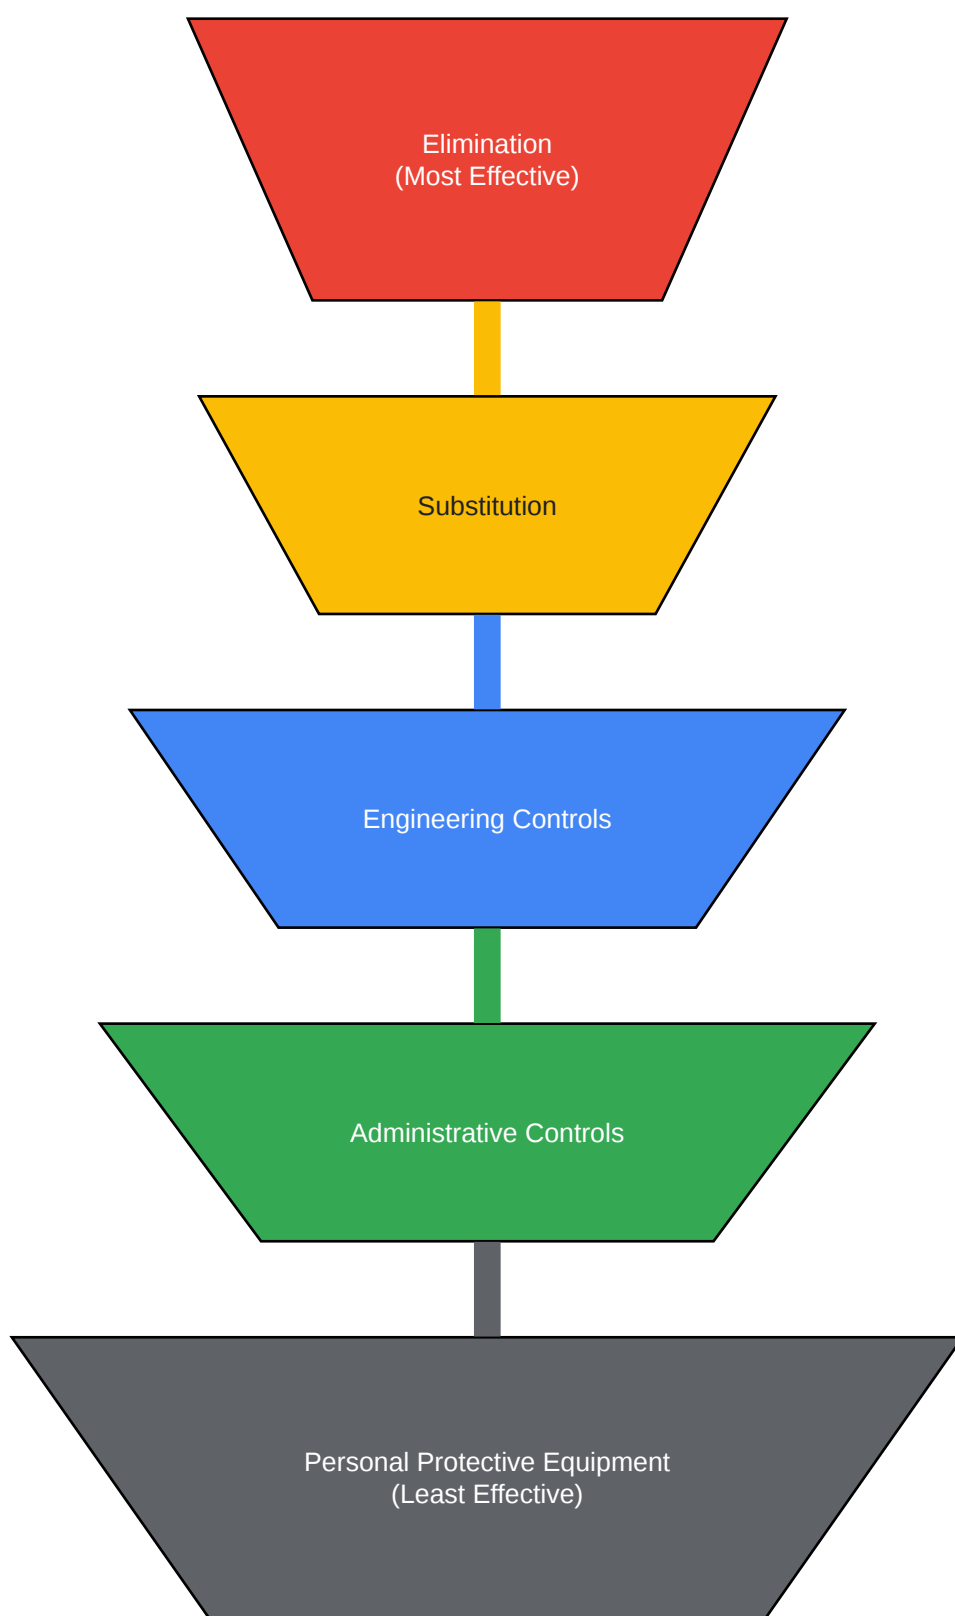 Elimination
(Most Effective)
Substitution
Engineering Controls
Administrative Controls
Personal Protective Equipment
(Least Effective)